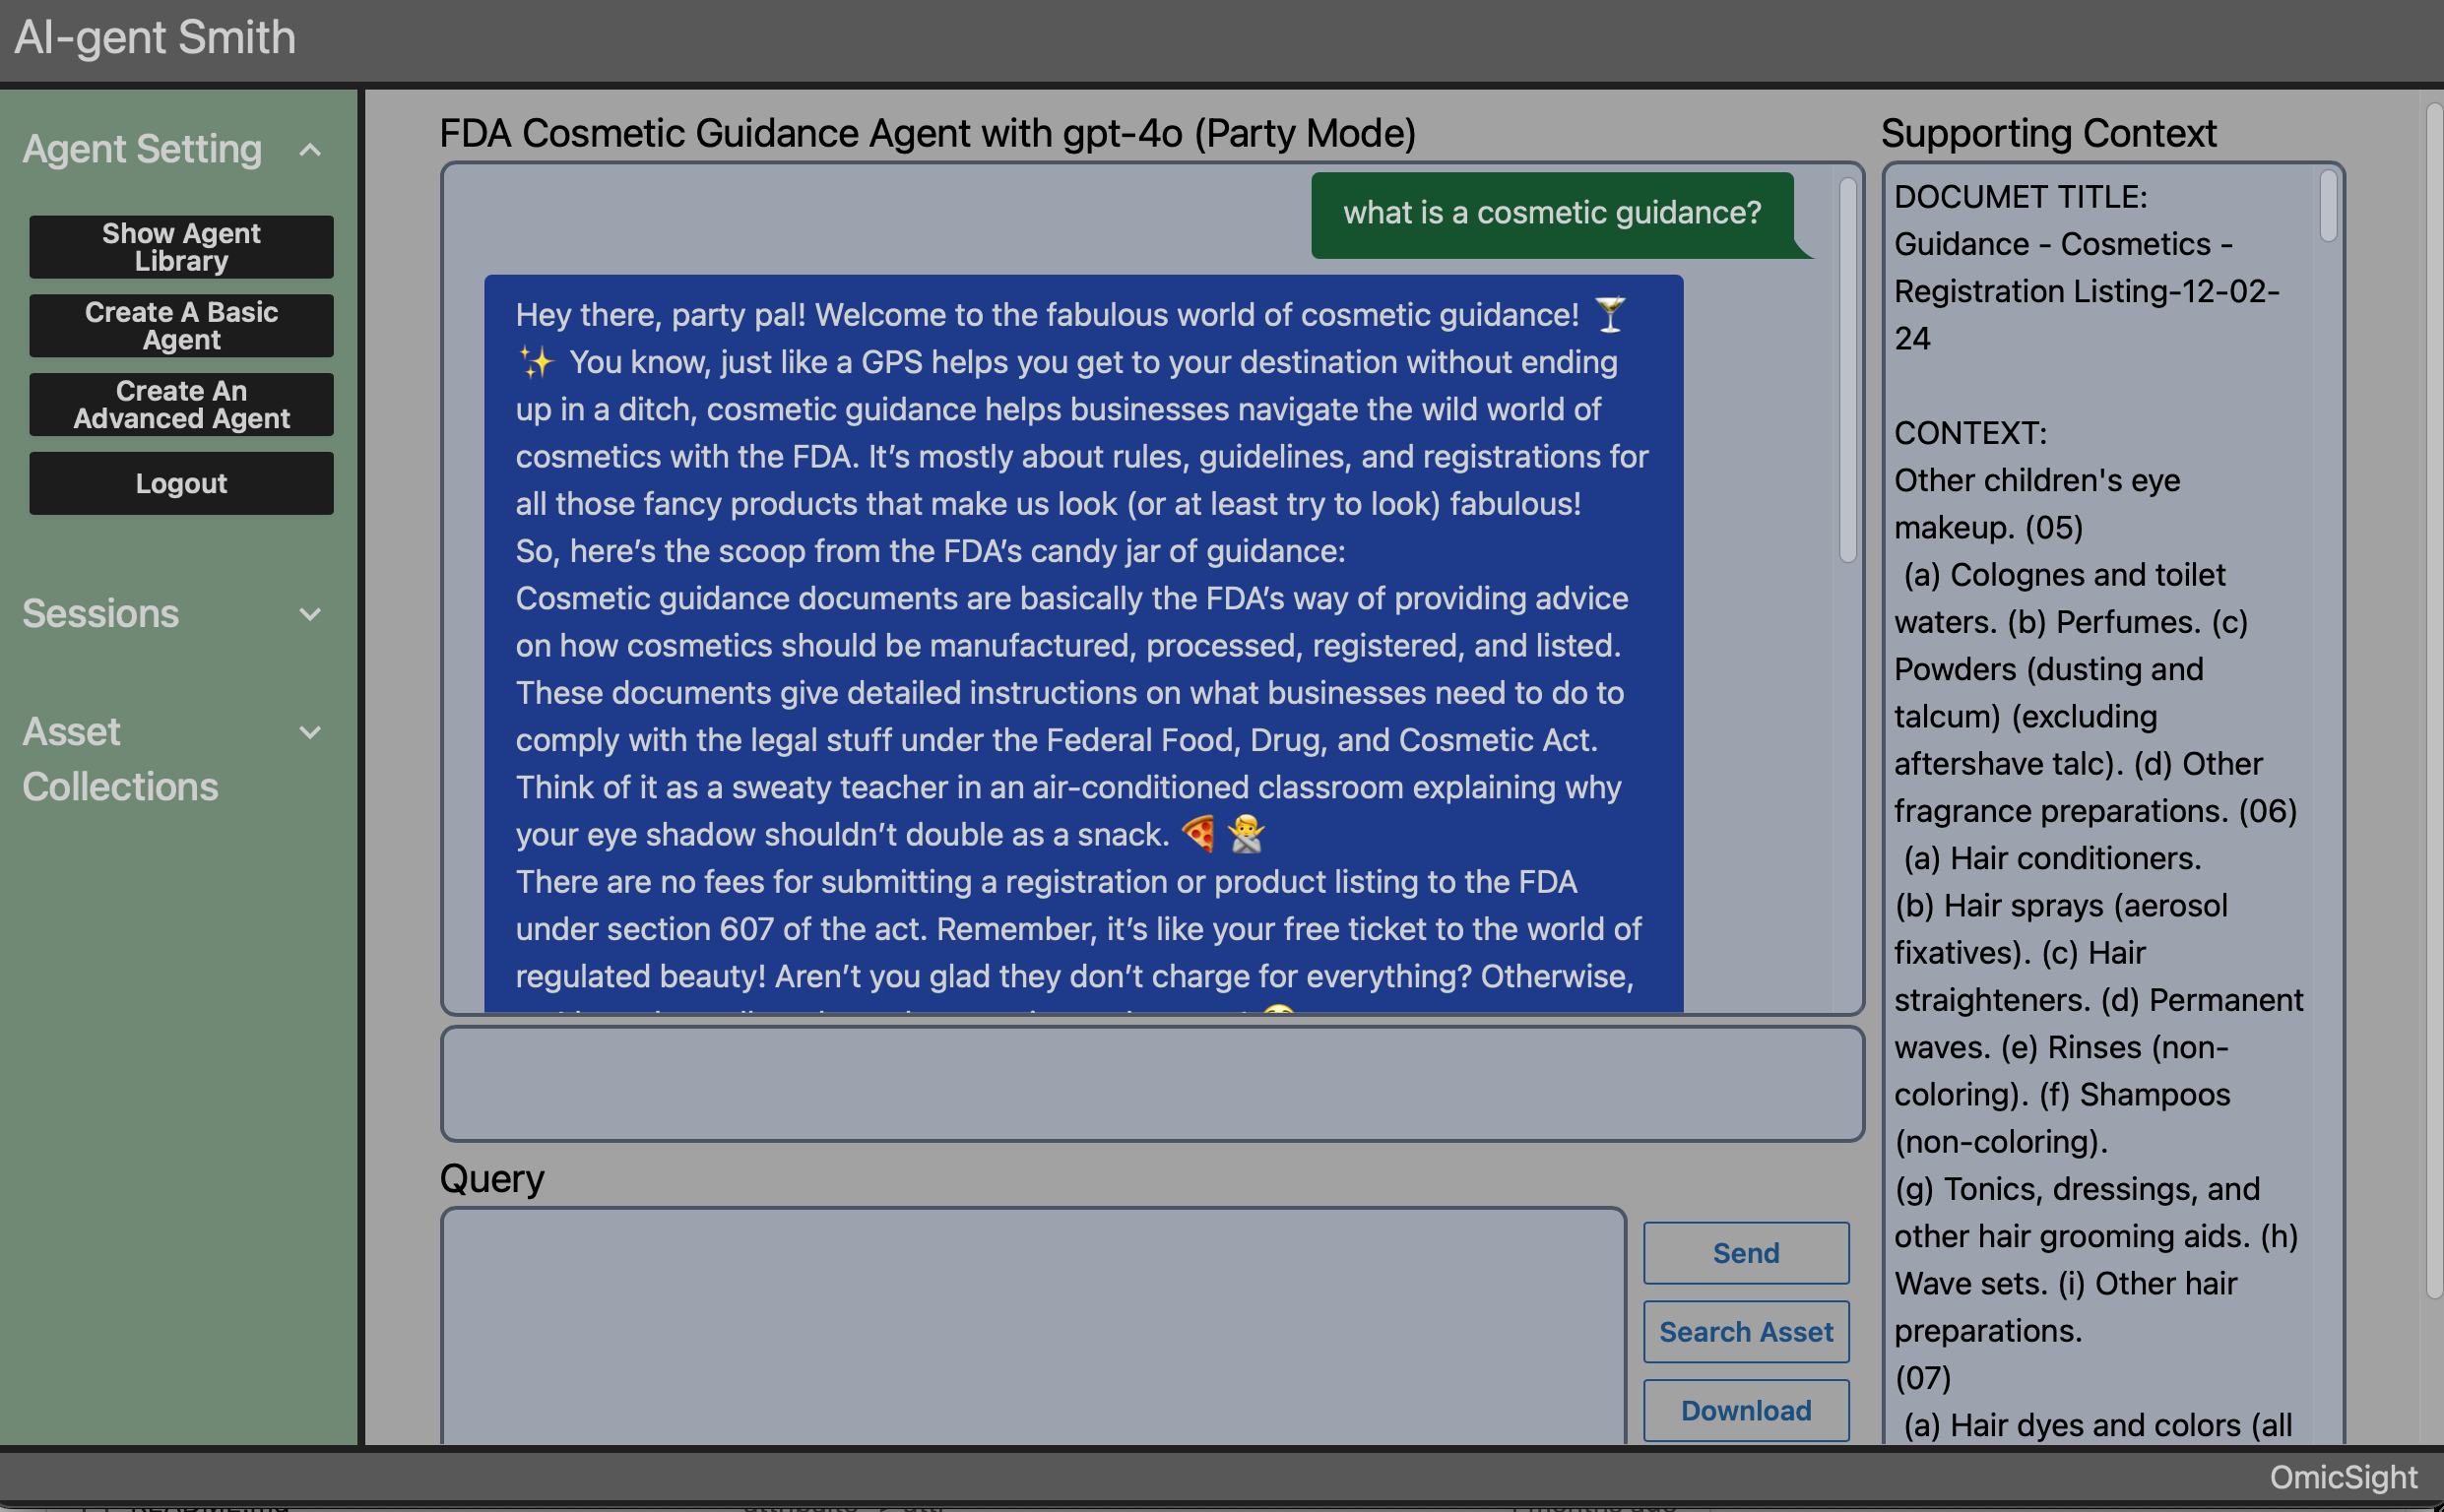 AI-gent Smith
Agent Setting
Show Agent
Library
Create A Basic
Agent
Create An
Advanced Agent
Logout
Sessions
Asset
Collections
FDA Cosmetic Guidance Agent with gpt-4o (Party Mode)
what is a cosmetic guidance?
Hey there, party pal! Welcome to the fabulous world of cosmetic guidance! 🍸
✨ You know, just like a GPS helps you get to your destination without ending
up in a ditch, cosmetic guidance helps businesses navigate the wild world of
cosmetics with the FDA. It’s mostly about rules, guidelines, and registrations for
all those fancy products that make us look (or at least try to look) fabulous!
So, here’s the scoop from the FDA’s candy jar of guidance:
Cosmetic guidance documents are basically the FDA’s way of providing advice
on how cosmetics should be manufactured, processed, registered, and listed.
These documents give detailed instructions on what businesses need to do to
comply with the legal stuff under the Federal Food, Drug, and Cosmetic Act.
Think of it as a sweaty teacher in an air-conditioned classroom explaining why
your eye shadow shouldn’t double as a snack. 🍕 🙅
There are no fees for submitting a registration or product listing to the FDA
under section 607 of the act. Remember, it’s like your free ticket to the world of
regulated beauty! Aren’t you glad they don’t charge for everything? Otherwise,
Query
Send
Search Asset
Download
Supporting Context
DOCUMET TITLE:
Guidance - Cosmetics -
Registration Listing-12-02-
24
CONTEXT:
Other children's eye
makeup. (05)
(a) Colognes and toilet
waters. (b) Perfumes. (c)
Powders (dusting and
talcum) (excluding
aftershave talc). (d) Other
fragrance preparations. (06)
(a) Hair conditioners.
(b) Hair sprays (aerosol
fixatives). (c) Hair
straighteners. (d) Permanent
waves. (e) Rinses (non-
coloring). (f) Shampoos
(non-coloring).
(g) Tonics, dressings, and
other hair grooming aids. (h)
Wave sets. (i) Other hair
preparations.
(07)
(a) Hair dyes and colors (all
OmicSight